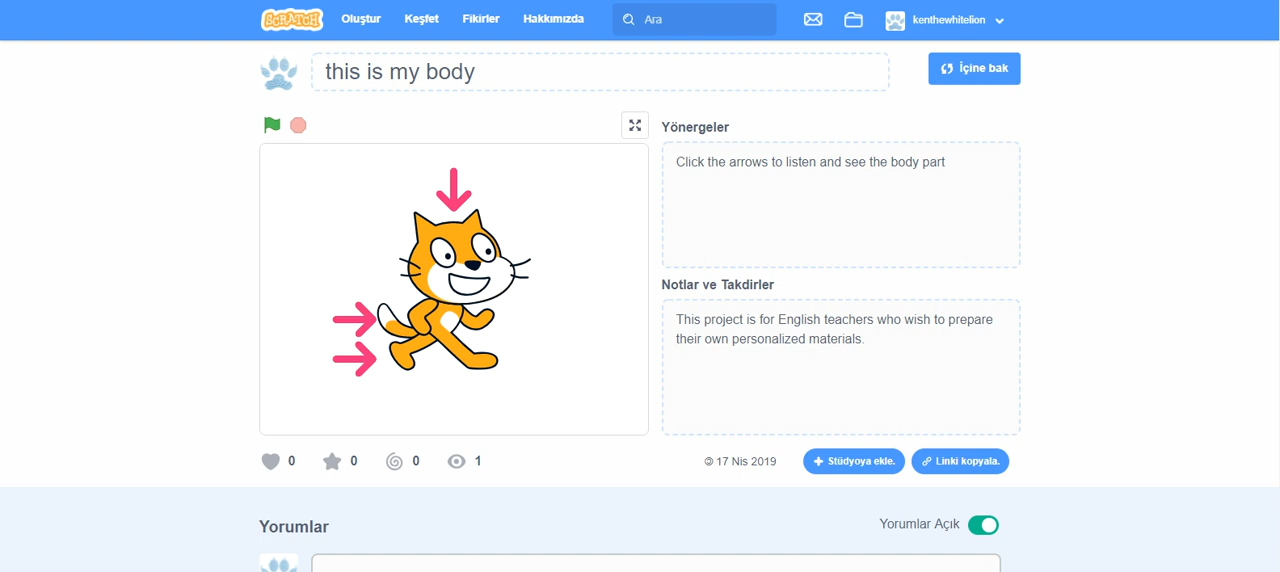 SCRATCH Oluştur Keşfet Fikirler Hakkımızda Ara kenthewhitelion
this is my body
İçine bak
Yönergeler
Click the arrows to listen and see the body part
Notlar ve Takdirler
This project is for English teachers who wish to prepare
their own personalized materials.
0 0 0 1
© 17 Nis 2019 Stüdyoya ekle. Linki kopyala.
Yorumlar
Yorumlar Açık